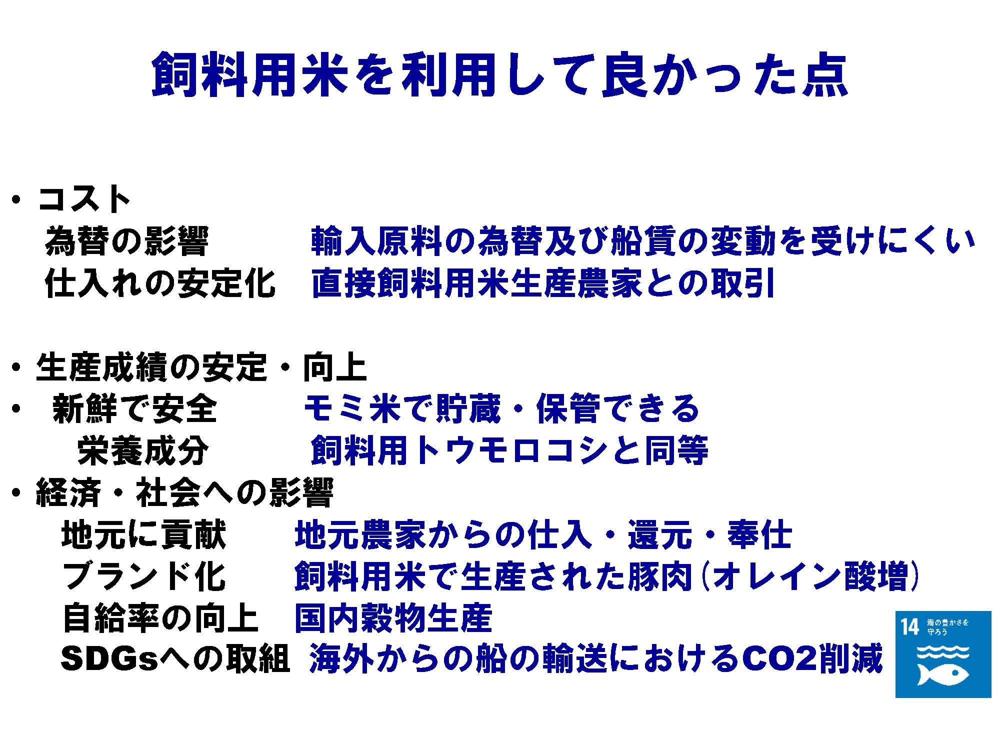 飼料用米を利用して良かった点
・コスト
為替の影響　輸入原料の為替及び船賃の変動を受けにくい
仕入れの安定化　直接飼料用米生産農家との取引
・生産成績の安定・向上
・新鮮で安全　モミ米で貯蔵・保管できる
栄養成分　飼料用トウモロコシと同等
・経済・社会への影響
地元に貢献　地元農家からの仕入・還元・奉仕
ブランド化　飼料用米で生産された豚肉(オレイン酸増)
自給率の向上　国内穀物生産
SDGsへの取組　海外からの船の輸送におけるCO2削減
14 海の豊かさを
守ろう